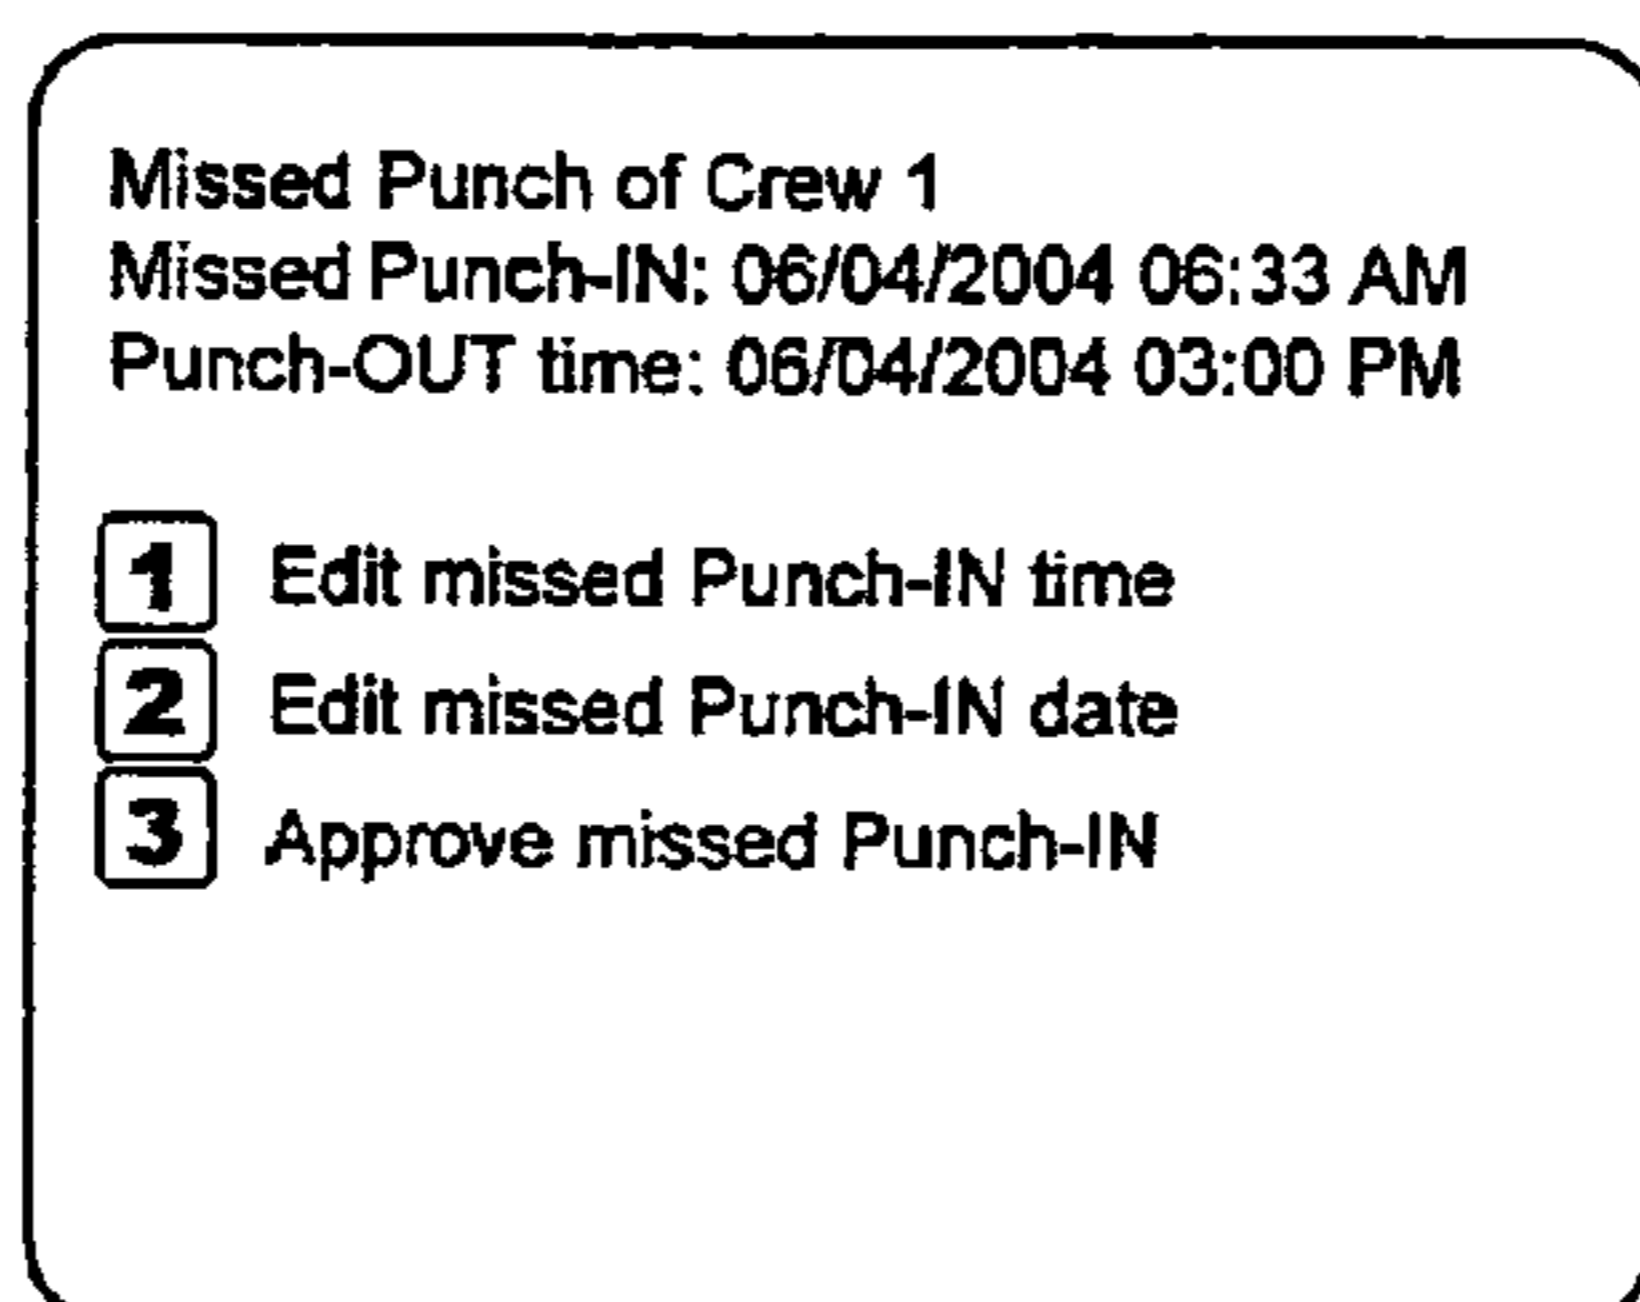 Missed Punch of Crew 1
Missed Punch-IN: 06/04/2004 06:33 AM
Punch-OUT time: 06/04/2004 03:00 PM
1 Edit missed Punch-IN time
2 Edit missed Punch-IN date
3 Approve missed Punch-IN